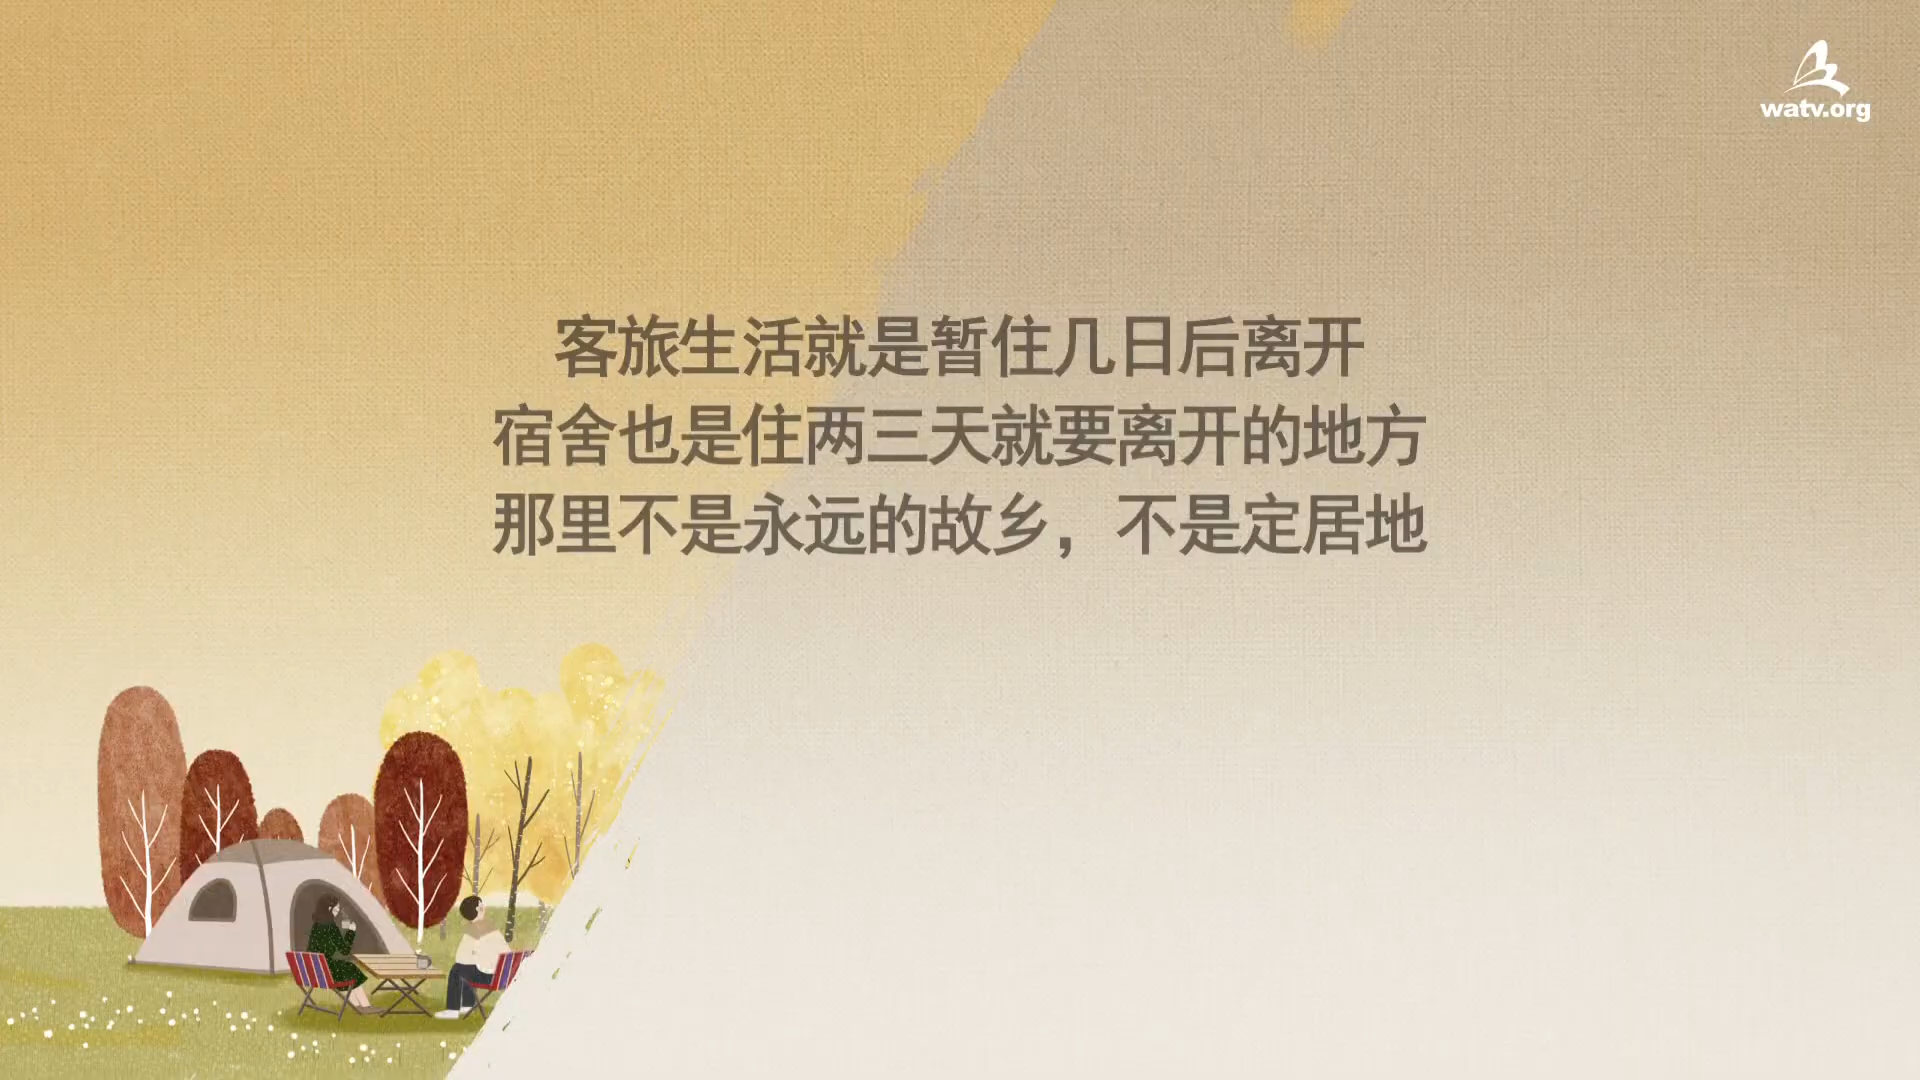 watv.org
客旅生活就是暂住几日后离开
宿舍也是住两三天就要离开的地方
那里不是永远的故乡，不是定居地